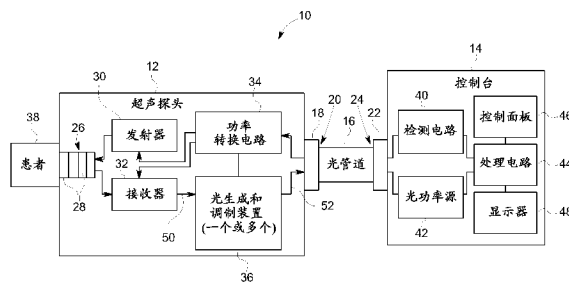 10
12
14
30
超声探头
34
控制台
38
26
发射器
功率
转换电路
18
20
24
22
40
检测电路
控制面板
46
患者
32
16
光管道
处理电路
44
28
接收器
光生成和
调制装置
(一个或多个)
52
光功率源
显示器
48
50
42
36